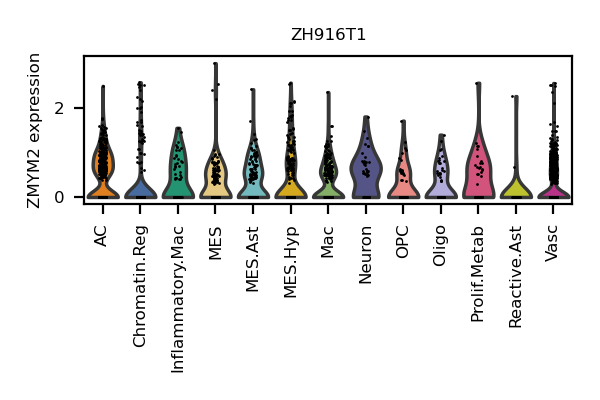 ZH916T1
ZMYM2 expression
2
0
AC
Chromatin.Reg
Inflammatory.Mac
MES
MES.Ast
MES.Hyp
Mac
Neuron
OPC
Oligo
Prolif.Metab
Reactive.Ast
Vasc